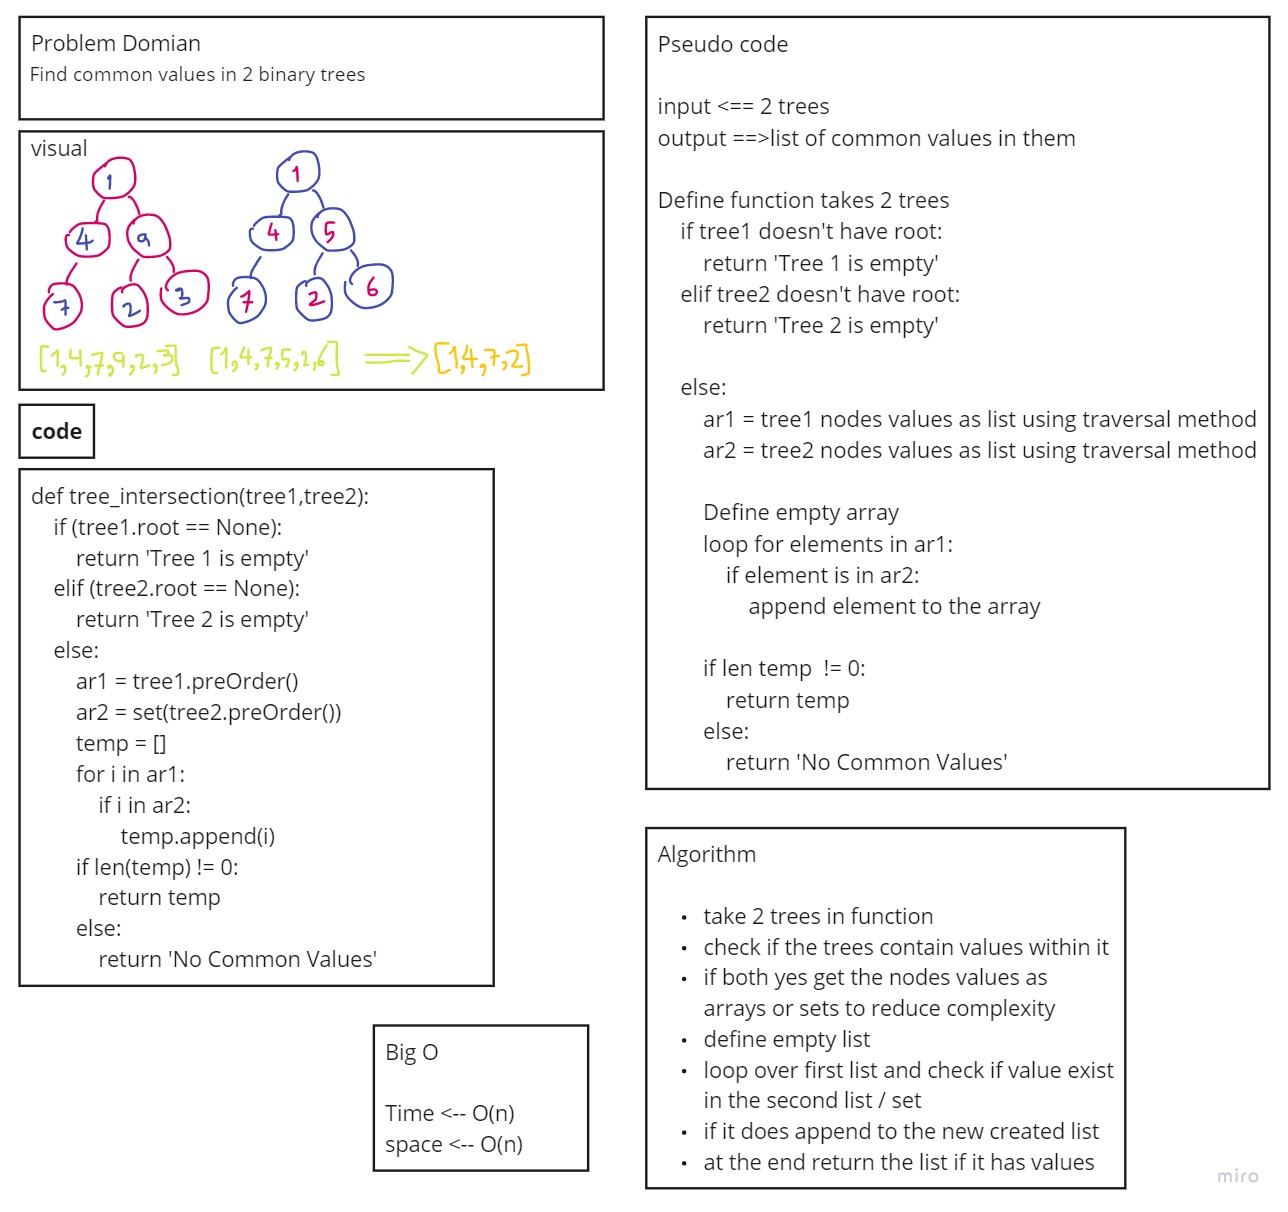 Problem Domian
Find common values in 2 binary trees
visual
1
4 9
7 2 3
1
4 5
7 2 6
[1,4,7,9,2,3] [1,4,7,5,2,6] ==> [1,4,7,2]
code
def tree_intersection(tree1,tree2):
if (tree1.root == None):
return 'Tree 1 is empty'
elif (tree2.root == None):
return 'Tree 2 is empty'
else:
ar1 = tree1.preOrder()
ar2 = set(tree2.preOrder())
temp = []
for i in ar1:
if i in ar2:
temp.append(i)
if len(temp) != 0:
return temp
else:
return 'No Common Values'
Big O
Time <-- O(n)
space <-- O(n)
Pseudo code
input <== 2 trees
output ==>list of common values in them
Define function takes 2 trees
if tree1 doesn't have root:
return 'Tree 1 is empty'
elif tree2 doesn't have root:
return 'Tree 2 is empty'
else:
ar1 = tree1 nodes values as list using traversal method
ar2 = tree2 nodes values as list using traversal method
Define empty array
loop for elements in ar1:
if element is in ar2:
append element to the array
if len temp != 0:
return temp
else:
return 'No Common Values'
Algorithm
• take 2 trees in function
• check if the trees contain values within it
• if both yes get the nodes values as
arrays or sets to reduce complexity
• define empty list
• loop over first list and check if value exist
in the second list / set
• if it does append to the new created list
• at the end return the list if it has values
miro